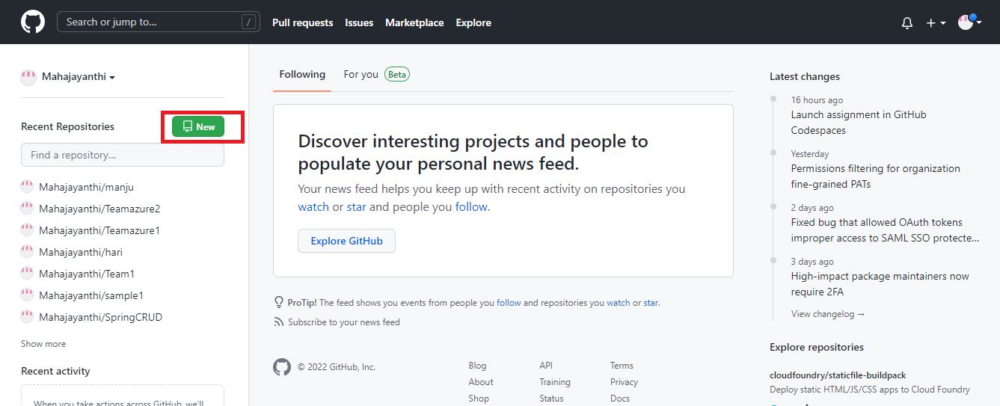 Search or jump to...
/
Pull requests
Issues
Marketplace
Explore
Mahajayanthi
Recent Repositories
New
Find a repository...
Mahajayanthi/manju
Mahajayanthi/Teamazure2
Mahajayanthi/Teamazure1
Mahajayanthi/hari
Mahajayanthi/Team1
Mahajayanthi/sample1
Mahajayanthi/SpringCRUD
Show more
Recent activity
When you take actions across GitHub, we'll
Following
For you
Beta
Discover interesting projects and people to
populate your personal news feed.
Your news feed helps you keep up with recent activity on repositories you
watch or star and people you follow.
Explore GitHub
ProTip! The feed shows you events from people you follow and repositories you watch or star.
Subscribe to your news feed
© 2022 GitHub, Inc.
Blog
About
Shop
API
Training
Status
Terms
Privacy
Docs
Latest changes
16 hours ago
Launch assignment in GitHub
Codespaces
Yesterday
Permissions filtering for organization
fine-grained PATs
2 days ago
Fixed bug that allowed OAuth tokens
improper access to SAML SSO protecte...
3 days ago
High-impact package maintainers now
require 2FA
View changelog →
Explore repositories
cloudfoundry/staticfile-buildpack
Deploy static HTML/JS/CSS apps to Cloud Foundry